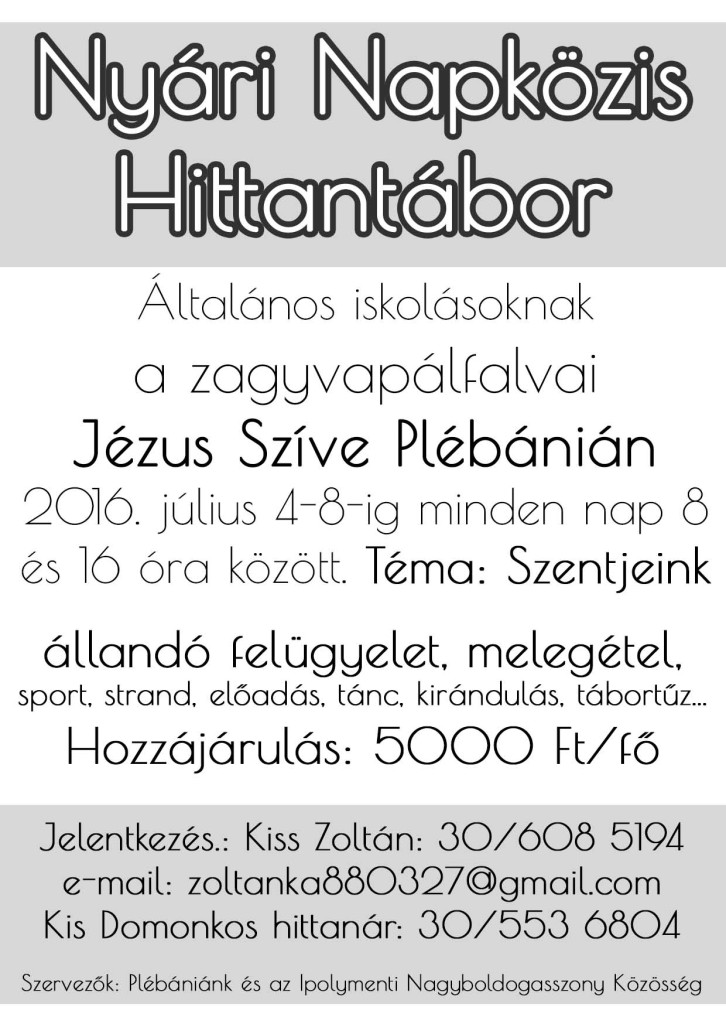 Nyári Napközis
Hittantábor
Általános iskolásoknak
a zagyvapálfalvai
Jézus Szíve Plébánián
2016. július 4-8-ig minden nap 8
és 16 óra között. Téma: Szentjeink
állandó felügyelet, melegétel,
sport, strand, előadás, tánc, kirándulás, tábortűz...
Hozzájárulás: 5000 Ft/fő
Jelentkezés.: Kiss Zoltán: 30/608 5194
e-mail: zoltanka880327@gmail.com
Kis Domonkos hittanár: 30/553 6804
Szervezők: Plébániánk és az Ipolymenti Nagyboldogasszony Közösség